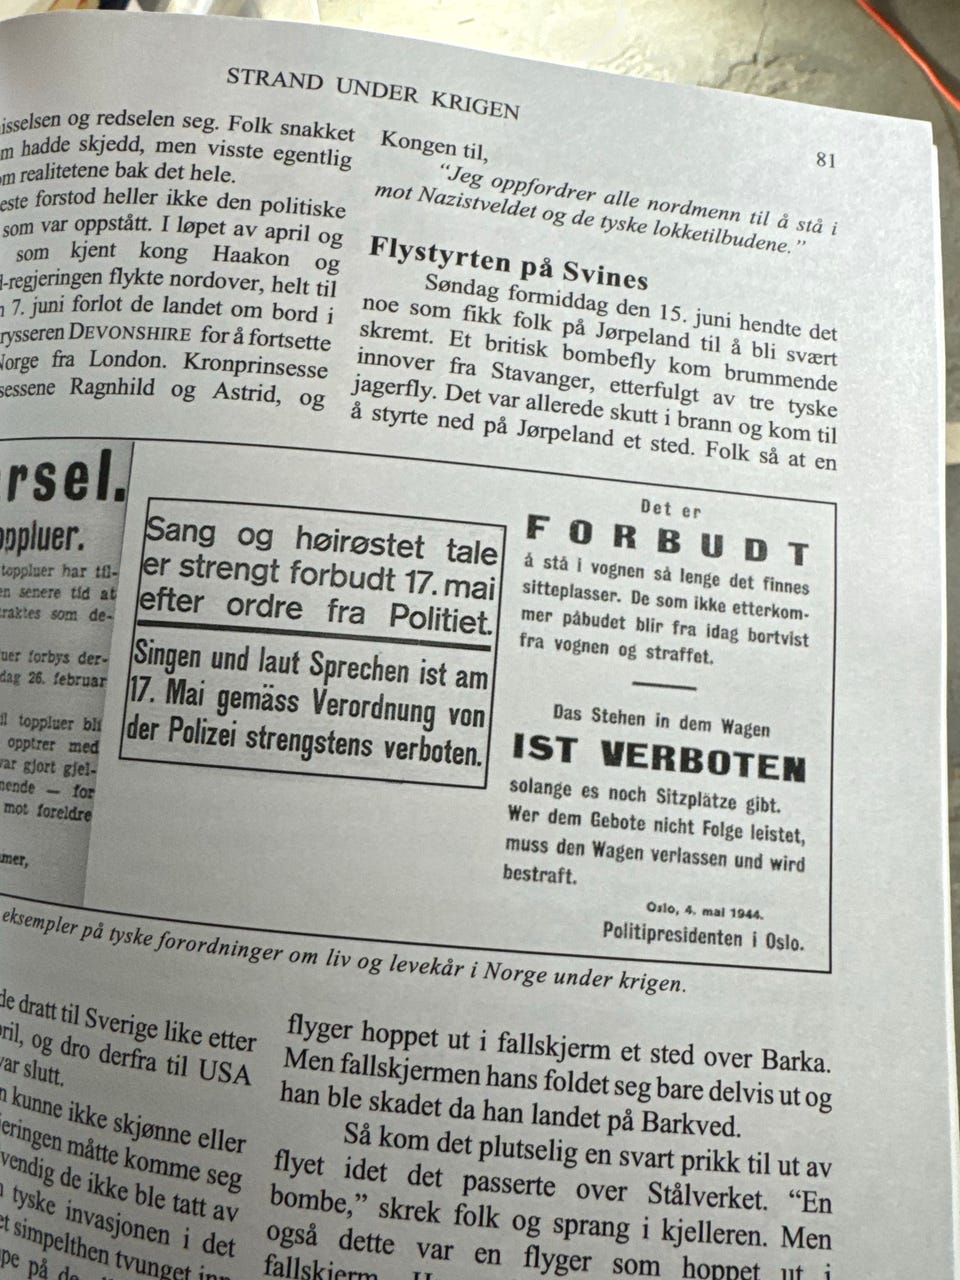 STRAND UNDER KRIGEN
81
isselsen og redselen seg. Folk snakket
m hadde skjedd, men visste egentlig
om realitetene bak det hele.
este forstod heller ikke den politiske
som var oppstått. I løpet av april og
som kjent kong Haakon og
-regjeringen flykte nordover, helt til
7. juni forlot de landet om bord i
rysseren DEVONSHIRE for å fortsette
Norge fra London. Kronprinsesse
sessene Ragnhild og Astrid, og
Kongen til,
“Jeg oppfordrer alle nordmenn til å stå i
mot Nazistveldet og de tyske lokketilbudene.”
Flystyrten på Svines
Søndag formiddag den 15. juni hendte det
noe som fikk folk på Jørpeland til å bli svært
skremt. Et britisk bombefly kom brummende
innover fra Stavanger, etterfulgt av tre tyske
jagerfly. Det var allerede skutt i brann og kom til
å styrte ned på Jørpeland et sted. Folk så at en
rsel.
oppluer.
toppluer har til-
en senere tid at
raktes som de-
uer forbys der-
dag 26. februar
il toppluer bli
opptrer med
var gjort gjel-
nende — for
mot foreldre
mer,
Sang og høirøstet tale
er strengt forbudt 17. mai
efter ordre fra Politiet.
Singen und laut Sprechen ist am
17. Mai gemäss Verordnung von
der Polizei strengstens verboten.
Det er
FORBUDT
å stå i vognen så lenge det finnes
sitteplasser. De som ikke etterkom-
mer påbudet blir fra idag bortvist
fra vognen og straffet.
Das Stehen in dem Wagen
IST VERBOTEN
solange es noch Sitzplätze gibt.
Wer dem Gebote nicht Folge leistet,
muss den Wagen verlassen und wird
bestraft.
Oslo, 4. mai 1944.
Politipresidenten i Oslo.
eksempler på tyske forordninger om liv og levekår i Norge under krigen.
de dratt til Sverige like etter
ril, og dro derfra til USA
var slutt.
n kunne ikke skjønne eller
eringen måtte komme seg
vendig de ikke ble tatt av
n tyske invasjonen i det
et simpelthen tvunget inn
pe på de
flyger hoppet ut i fallskjerm et sted over Barka.
Men fallskjermen hans foldet seg bare delvis ut og
han ble skadet da han landet på Barkved.
Så kom det plutselig en svart prikk til ut av
flyet idet det passerte over Stålverket. “En
bombe,” skrek folk og sprang i kjelleren. Men
også dette var en flyger som hoppet ut i
fallskjerm.